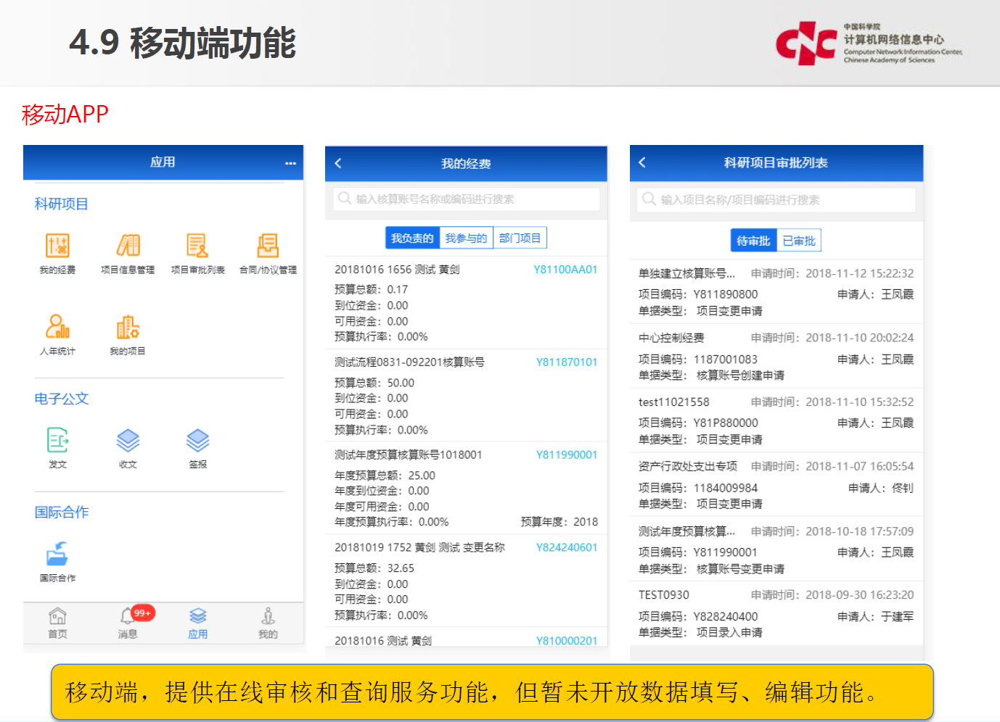 4.9 移动端功能
中国科学院
计算机网络信息中心
Computer Network Information Center,
Chinese Academy of Sciences
移动APP
应用
科研项目
我的经费 项目信息管理 项目审批列表 合同/协议管理
人年统计 我的项目
电子公文
发文 收文 签报
国际合作
国际合作
99+
首页 消息 应用 我的
我的经费
输入核算账号名称或编码进行搜索
我负责的 我参与的 部门项目
20181016 1656 测试 黄剑 Y81100AA01
预算总额：0.17
到位资金：0.00
可用资金：0.00
预算执行率：0.00%
测试流程0831-092201核算账号 Y811870101
预算总额：50.00
到位资金：0.00
可用资金：0.00
预算执行率：0.00%
测试年度预算核算账号1018001 Y811990001
年度预算总额：25.00
年度到位资金：0.00
年度可用资金：0.00
年度预算执行率：0.00% 预算年度：2018
20181019 1752 黄剑 测试 变更名称 Y824240601
预算总额：32.65
到位资金：0.00
可用资金：0.00
预算执行率：0.00%
20181016 测试 黄剑 Y810000201
科研项目审批列表
输入项目名称/项目编码进行搜索
待审批 已审批
单独建立核算账号... 申请时间：2018-11-12 15:22:32
项目编码：Y811890800 申请人：王凤霞
单据类型： 项目变更申请
中心控制经费 申请时间：2018-11-10 20:02:24
项目编码：1187001083 申请人：王凤霞
单据类型： 核算账号创建申请
test11021558 申请时间：2018-11-10 15:32:52
项目编码：Y81P880000 申请人：王凤霞
单据类型： 项目变更申请
资产行政处支出专项 申请时间：2018-11-07 16:05:54
项目编码：1184009984 申请人：佟钊
单据类型： 项目变更申请
测试年度预算核算... 申请时间：2018-10-18 17:57:09
项目编码：Y811990001 申请人：王凤霞
单据类型： 核算账号变更申请
TEST0930 申请时间：2018-09-30 16:23:20
项目编码：Y828240400 申请人：于建军
单据类型： 项目录入申请
移动端，提供在线审核和查询服务功能，但暂未开放数据填写、编辑功能。